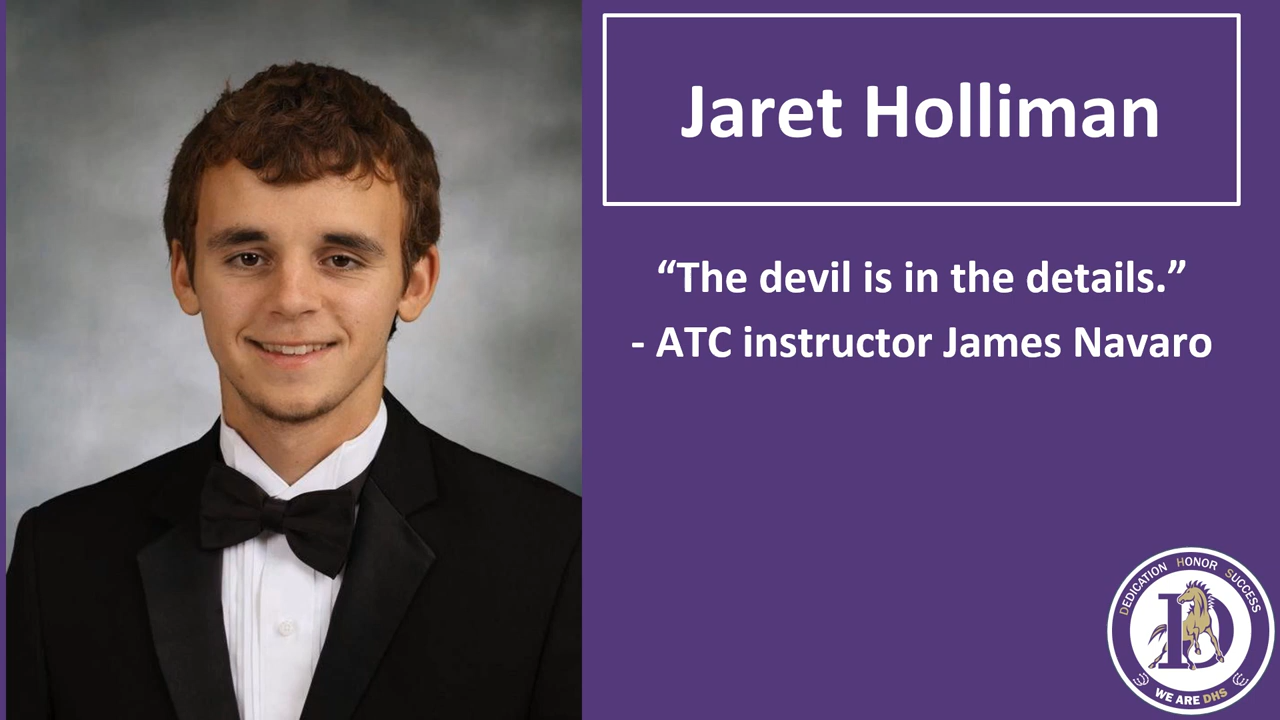 Jaret Holliman
“The devil is in the details.”
- ATC instructor James Navaro
DEDICATION HONOR SUCCESS
D
WE ARE DHS